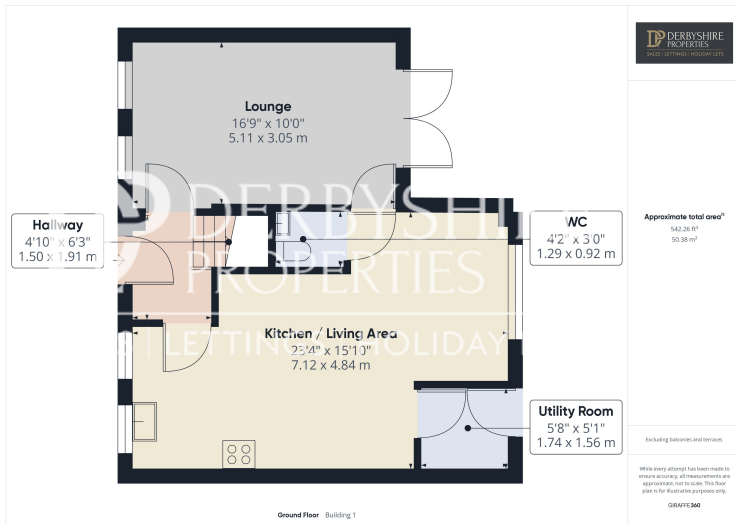 Lounge
16'9" x 10'0"
5.11 x 3.05 m
Hallway
4'10" x 6'3"
1.50 x 1.91 m
WC
4'2" x 3'0"
1.29 x 0.92 m
Kitchen / Living Area
23'4" x 15'10"
7.12 x 4.84 m
Utility Room
5'8" x 5'1"
1.74 x 1.56 m
DERBYSHIRE
PROPERTIES
LETTINGS HOLIDAY
Ground Floor Building 1
DP DERBYSHIRE
PROPERTIES
SALES | LETTINGS | HOLIDAY LETS
Approximate total area
542.26 ft²
50.38 m²
Excluding balconies and terraces
While every attempt has been made to
ensure accuracy, all measurements are
approximate, not to scale. This floor
plan is for illustrative purposes only.
GIRAFFE360